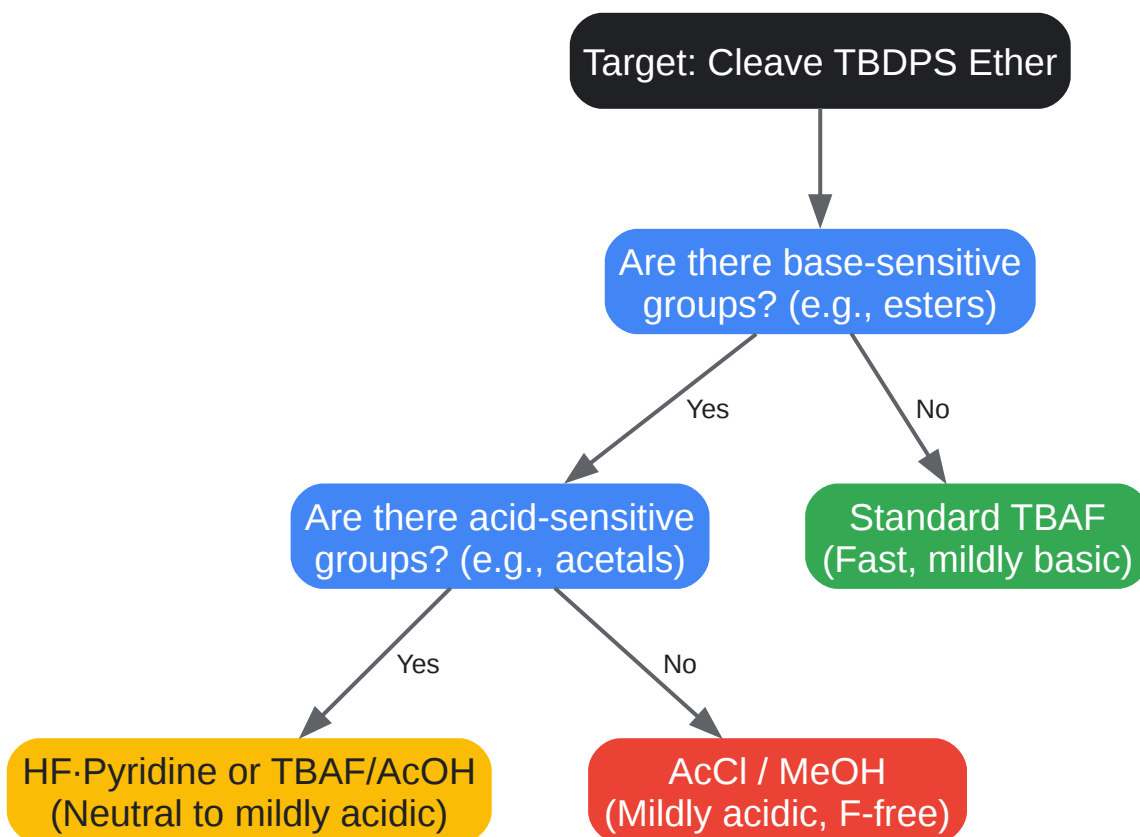 Target: Cleave TBDPS Ether
Are there base-sensitive
groups? (e.g., esters)
Yes
No
Are there acid-sensitive
groups? (e.g., acetals)
Standard TBAF
(Fast, mildly basic)
Yes
No
HF·Pyridine or TBAF/AcOH
(Neutral to mildly acidic)
AcCl / MeOH
(Mildly acidic, F-free)